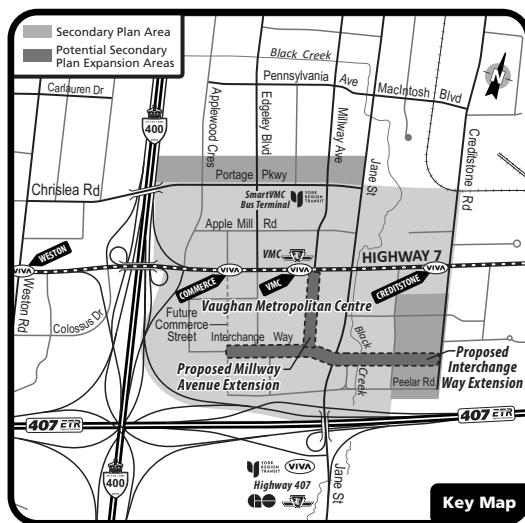 Secondary Plan Area
Potential Secondary
Plan Expansion Areas
Black Creek
Pennsylvania Ave
MacIntosh Blvd
N
Carlauren Dr
400
Applewood Cres
Edgeley Blvd
Millway Ave
Jane St
Creditstone Rd
Portage Pkwy
Chrislea Rd
SmartVMC
Bus Terminal
YORK
REGION
TRANSIT
Apple Mill Rd
WESTON
VMC
HIGHWAY 7
VIVA
VIVA
VIVA
VIVA
COMMERCE
VMC
CREDITSTONE
Weston Rd
Vaughan Metropolitan Centre
Colossus Dr
Future
Commerce
Street
Interchange Way
Black Creek
Proposed Millway
Avenue Extension
Proposed
Interchange
Way Extension
Peelar Rd
407 ETR
407 ETR
400
YORK
REGION
TRANSIT
VIVA
Highway 407
GO
Jane St
Key Map